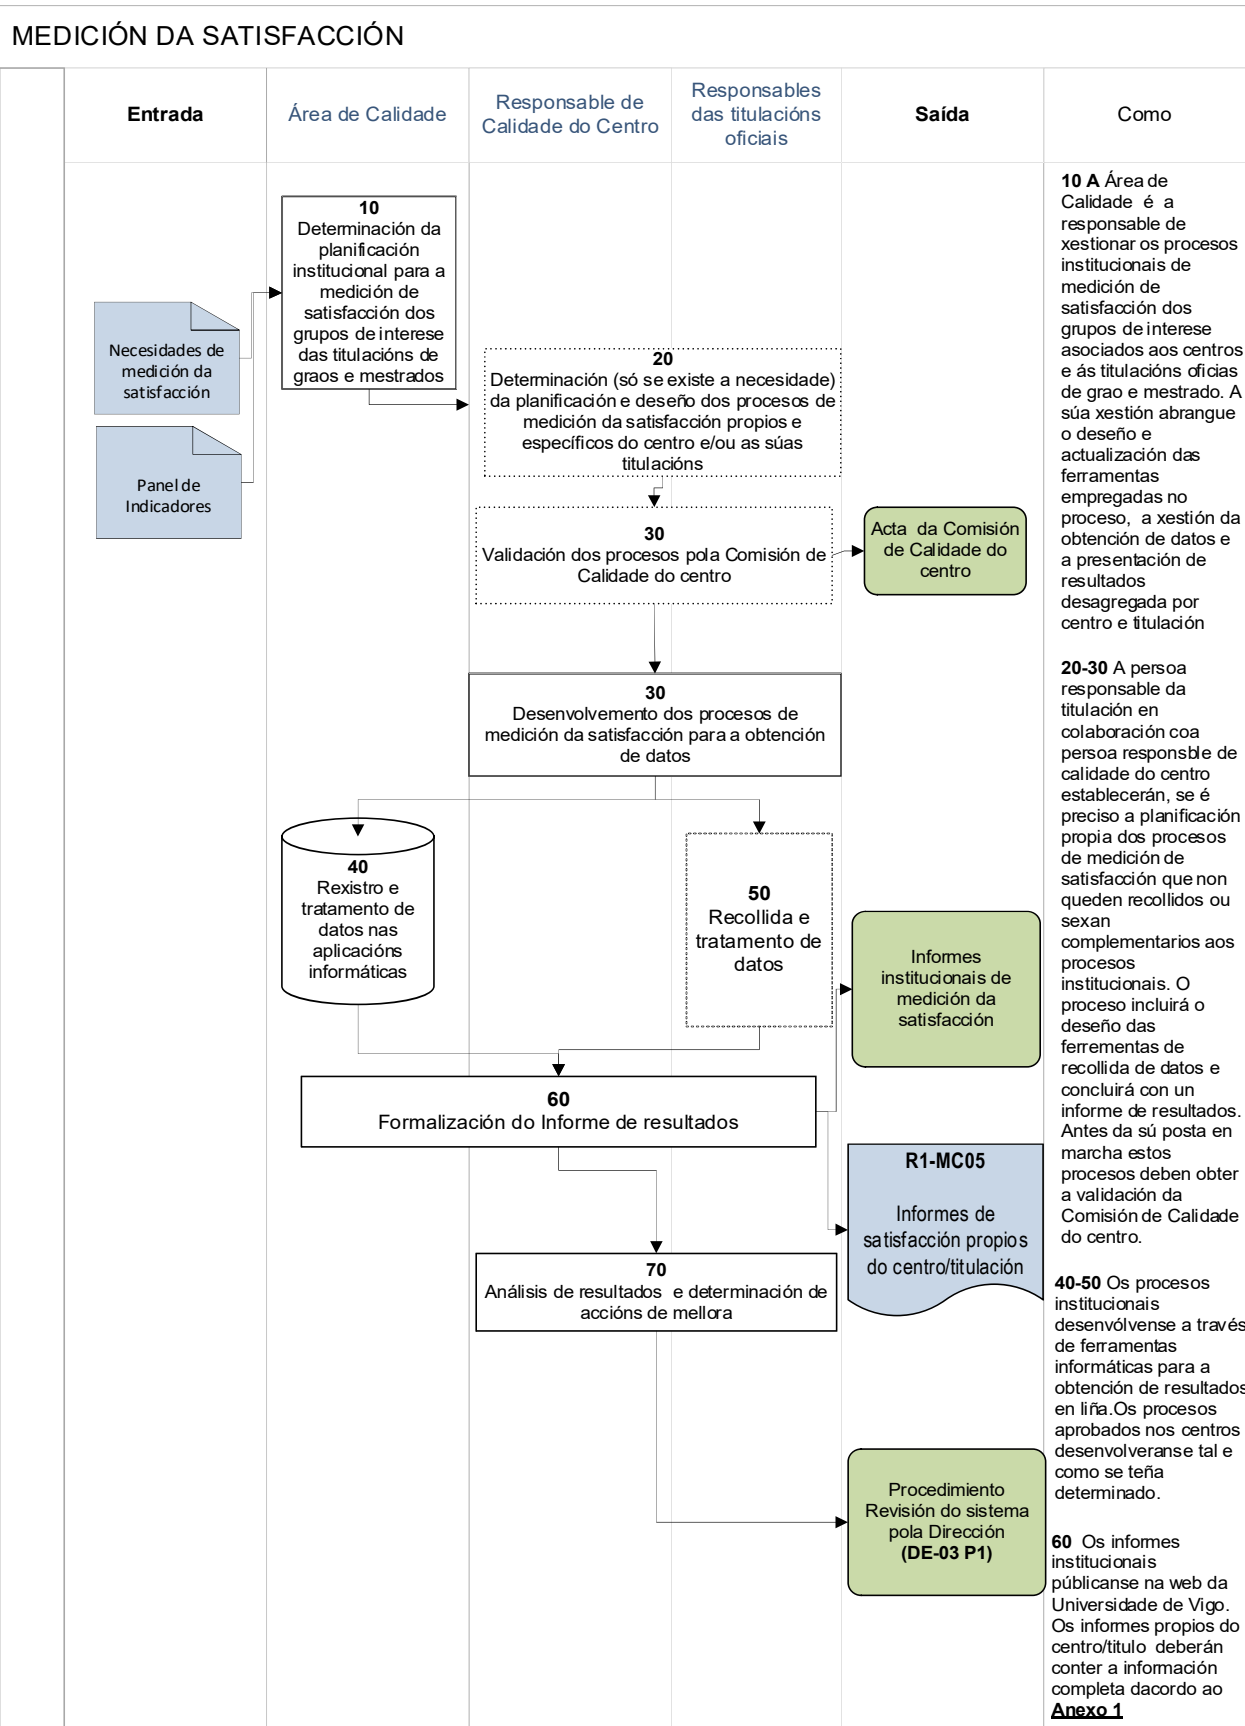 MEDICIÓN DA SATISFACCIÓN
Entrada
Área de Calidade
Responsable de
Calidade do Centro
Responsables
das titulacións
oficiais
Saída
Como
10
Determinación da
planificación
institucional para a
medición de
satisfacción dos
grupos de interese
das titulacións de
graos e mestrados
Necesidades de
medición da
satisfacción
Panel de
Indicadores
20
Determinación (só se existe a necesidade)
da planificación e deseño dos procesos de
medición da satisfacción propios e
específicos do centro e/ou as súas
titulacións
30
Validación dos procesos pola Comisión de
Calidade do centro
Acta da Comisión
de Calidade do
centro
30
Desenvolvemento dos procesos de
medición da satisfacción para a obtención
de datos
40
Rexistro e
tratamento de
datos nas
aplicacións
informáticas
50
Recollida e
tratamento de
datos
Informes
institucionais de
medición da
satisfacción
60
Formalización do Informe de resultados
R1-MC05
Informes de
satisfacción propios
do centro/titulación
70
Análisis de resultados e determinación de
accións de mellora
Procedimiento
Revisión do sistema
pola Dirección
(DE-03 P1)
10 A Área de
Calidade é a
responsable de
xestionar os procesos
institucionais de
medición de
satisfacción dos
grupos de interese
asociados aos centros
e ás titulacións oficias
de grao e mestrado. A
súa xestión abrangue
o deseño e
actualización das
ferramentas
empregadas no
proceso, a xestión da
obtención de datos e
a presentación de
resultados
desagregada por
centro e titulación
20-30 A persoa
responsable da
titulación en
colaboración coa
persoa responsble de
calidade do centro
establecerán, se é
preciso a planificación
propia dos procesos
de medición de
satisfacción que non
queden recollidos ou
sexan
complementarios aos
procesos
institucionais. O
proceso incluirá o
deseño das
ferrementas de
recollida de datos e
concluirá con un
informe de resultados.
Antes da sú posta en
marcha estos
procesos deben obter
a validación da
Comisión de Calidade
do centro.
40-50 Os procesos
institucionais
desenvólvense a través
de ferramentas
informáticas para a
obtención de resultados
en liña.Os procesos
aprobados nos centros
desenvolveranse tal e
como se teña
determinado.
60 Os informes
institucionais
públicanse na web da
Universidade de Vigo.
Os informes propios do
centro/titulo deberán
conter a información
completa dacordo ao
Anexo 1